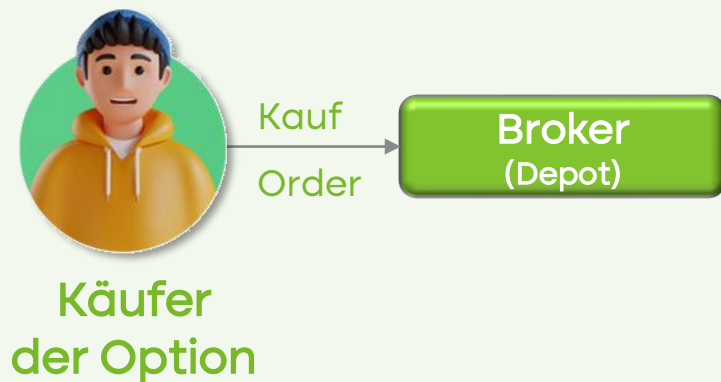 Kauf
Order
Broker
(Depot)
Käufer
der Option